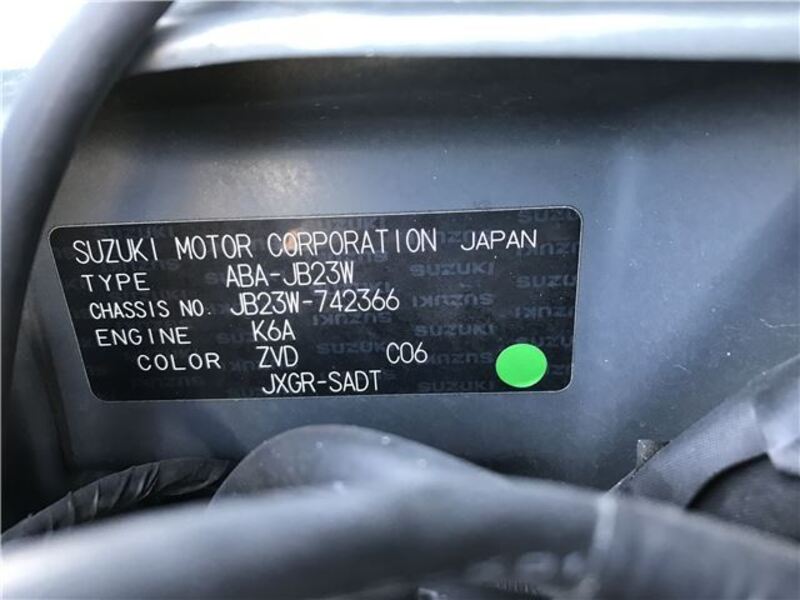 SUZUKI MOTOR CORPORATION JAPAN
TYPE ABA-JB23W
CHASSIS NO. JB23W-742366
ENGINE K6A
COLOR ZVD C06
JXGR-SADT